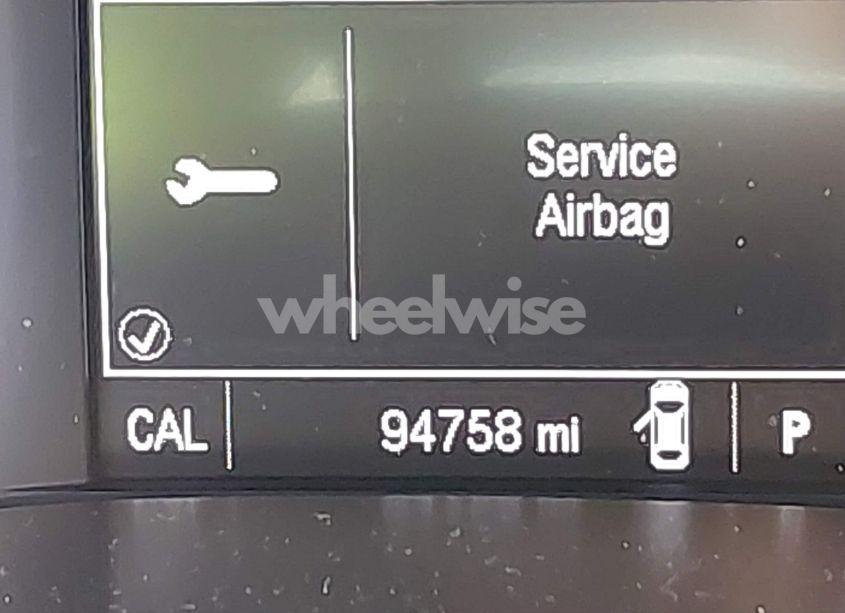 Service
Airbag
wheelwise
CAL
94758 mi
P